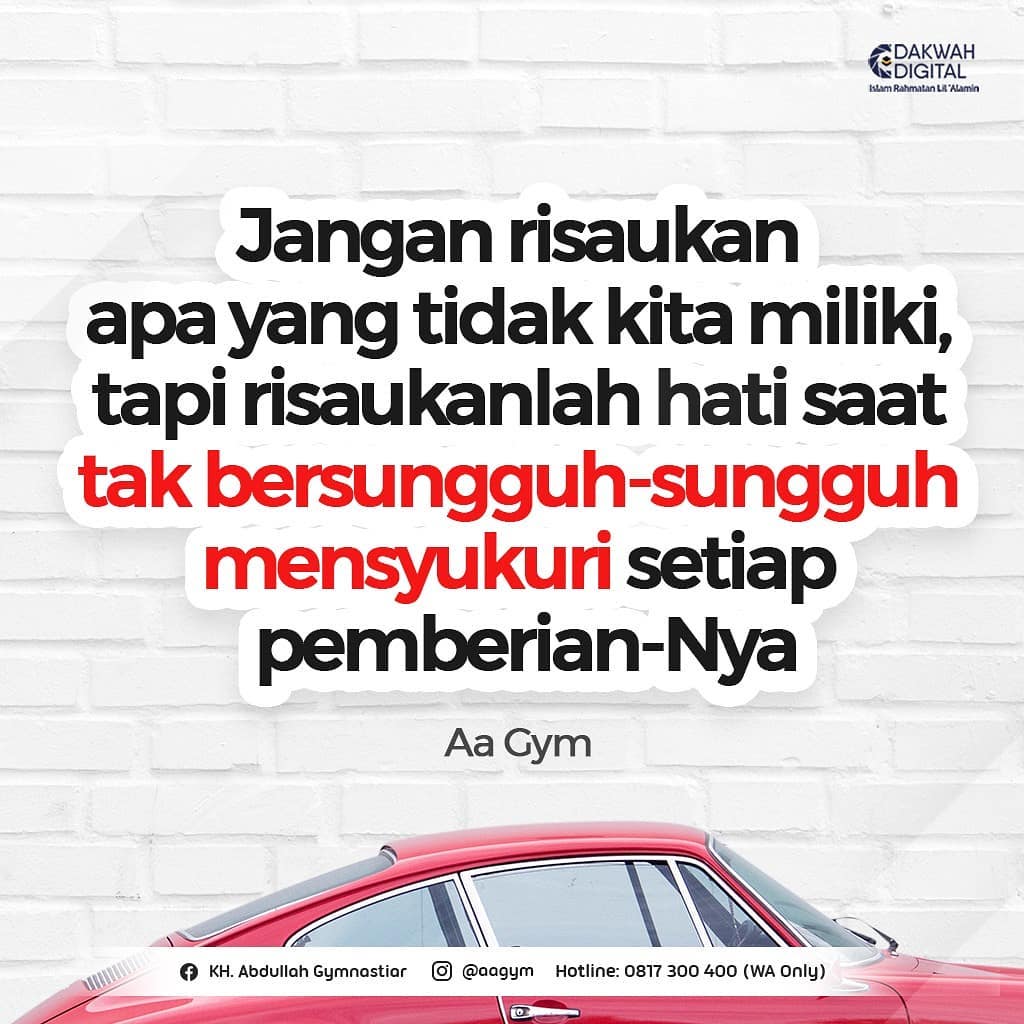 DAKWAH
DIGITAL
Islam Rahmatan Lil 'Alamin
Jangan risaukan
apa yang tidak kita miliki,
tapi risaukanlah hati saat
tak bersungguh-sungguh
mensyukuri setiap
pemberian-Nya
Aa Gym
KH. Abdullah Gymnastiar @aagym Hotline: 0817 300 400 (WA Only)